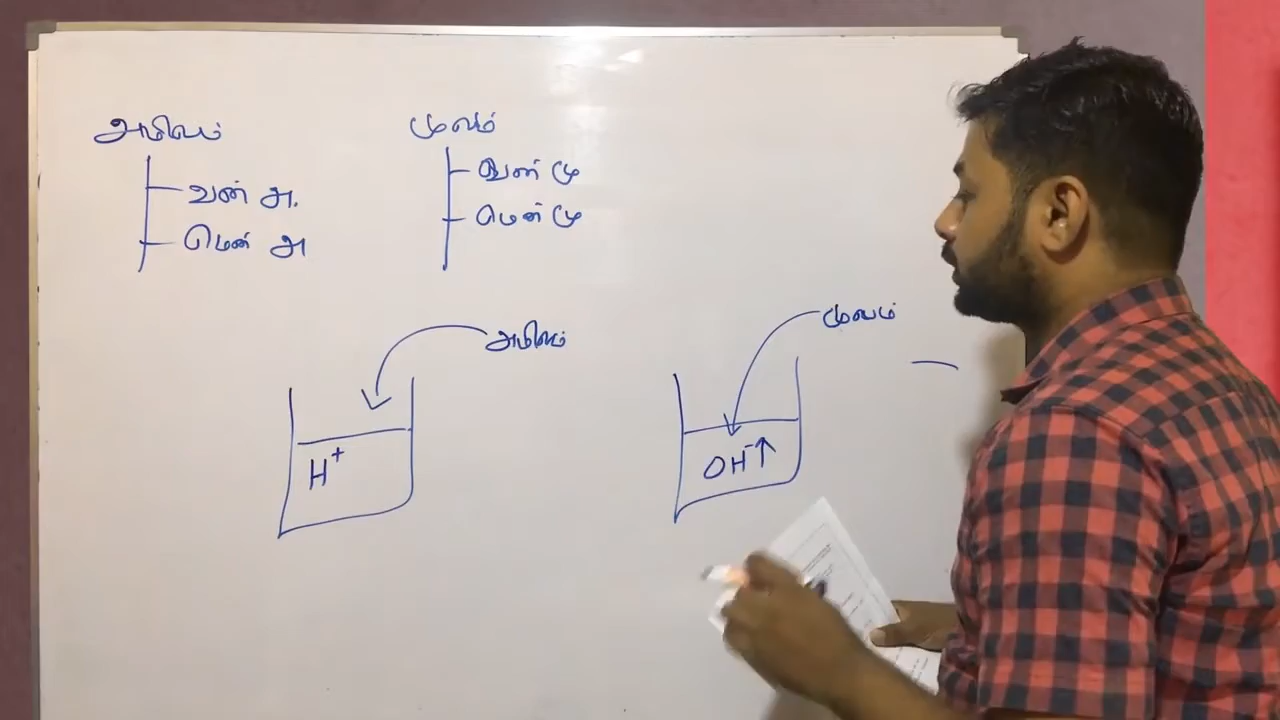 அமிலம்
வன் அ.
மென் அ
மூலம்
வன் மூ
மென் மூ
அமிலம்
H⁺
மூலம்
OH⁻↑